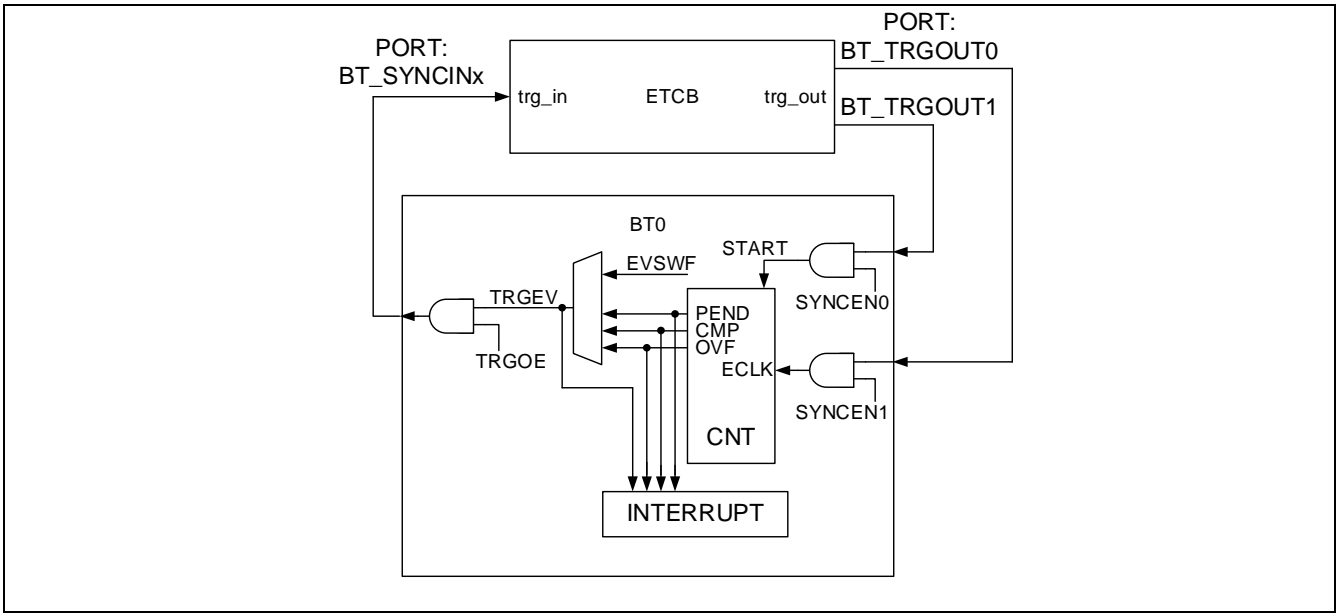 PORT:
BT_SYNCINx
PORT:
BT_TRGOUT0
trg_in
ETCB
trg_out
BT_TRGOUT1
BT0
START
EVSWF
SYNCEN0
TRGEV
PEND
CMP
OVF
TRGOE
ECLK
SYNCEN1
CNT
INTERRUPT